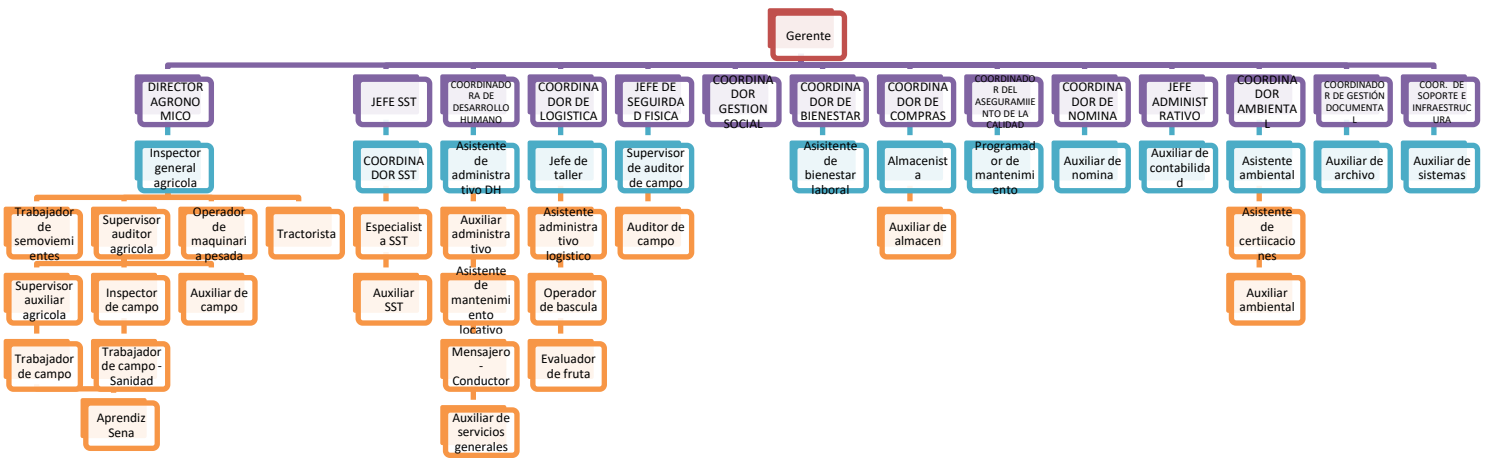 Gerente
DIRECTOR
AGRONO
MICO
JEFE SST
COORDINADO
RA DE
DESARROLLO
HUMANO
COORDINA
DOR DE
LOGISTICA
JEFE DE
SEGUIRDA
D FISICA
COORDINA
DOR
GESTION
SOCIAL
COORDINA
DOR DE
BIENESTAR
COORDINA
DOR DE
COMPRAS
COORDINADO
R DEL
ASEGURAMIIE
NTO DE LA
CALIDAD
COORDINA
DOR DE
NOMINA
JEFE
ADMINIST
RATIVO
COORDINA
DOR
AMBIENTA
L
COORDINADO
R DE GESTIÓN
DOCUMENTA
L
COOR. DE
SOPORTE E
INFRAESTRUC
URA
Inspector
general
agricola
COORDINA
DOR SST
Asistente
de
administra
tivo DH
Jefe de
taller
Supervisor
de auditor
de campo
Asisitente
de
bienestar
laboral
Almacenist
a
Programad
or de
mantenimi
ento
Auxiliar de
nomina
Auxiliar de
contabilida
d
Asistente
ambiental
Auxiliar de
archivo
Auxiliar de
sistemas
Trabajador
de
semoviemi
entes
Supervisor
auditor
agricola
Operador
de
maquinari
a pesada
Tractorista
Especialist
a SST
Auxiliar
administra
tivo
Asistente
administra
tivo
logistico
Auditor de
campo
Auxiliar de
almacen
Asistente
de
certiicacio
nes
Supervisor
auxiliar
agricola
Inspector
de campo
Auxiliar de
campo
Auxiliar
SST
Asistente
de
mantenimi
ento
locativo
Operador
de bascula
Auxiliar
ambiental
Trabajador
de campo
Trabajador
de campo -
Sanidad
Mensajero
-
Conductor
Evaluador
de fruta
Aprendiz
Sena
Auxiliar de
servicios
generales